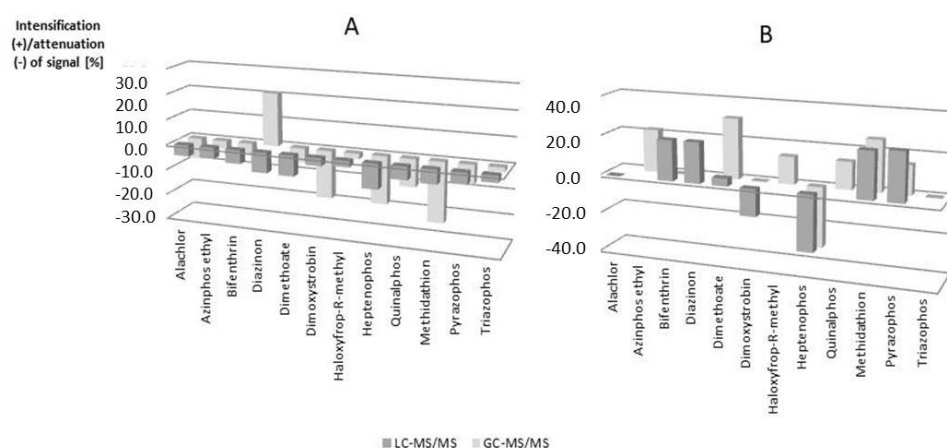 Intensification
(+)/attenuation
(-) of signal [%]
A
30.0
20.0
10.0
0.0
-10.0
-20.0
-30.0
Alachlor
Azinphos ethyl
Bifenthrin
Diazinon
Dimethoate
Dimoxystrobin
Haloxyfrop-R-methyl
Heptenophos
Quinalphos
Methidathion
Pyrazophos
Triazophos
B
40.0
20.0
0.0
-20.0
-40.0
Alachlor
Azinphos ethyl
Bifenthrin
Diazinon
Dimethoate
Dimoxystrobin
Haloxyfrop-R-methyl
Heptenophos
Quinalphos
Methidathion
Pyrazophos
Triazophos
LC-MS/MS GC-MS/MS